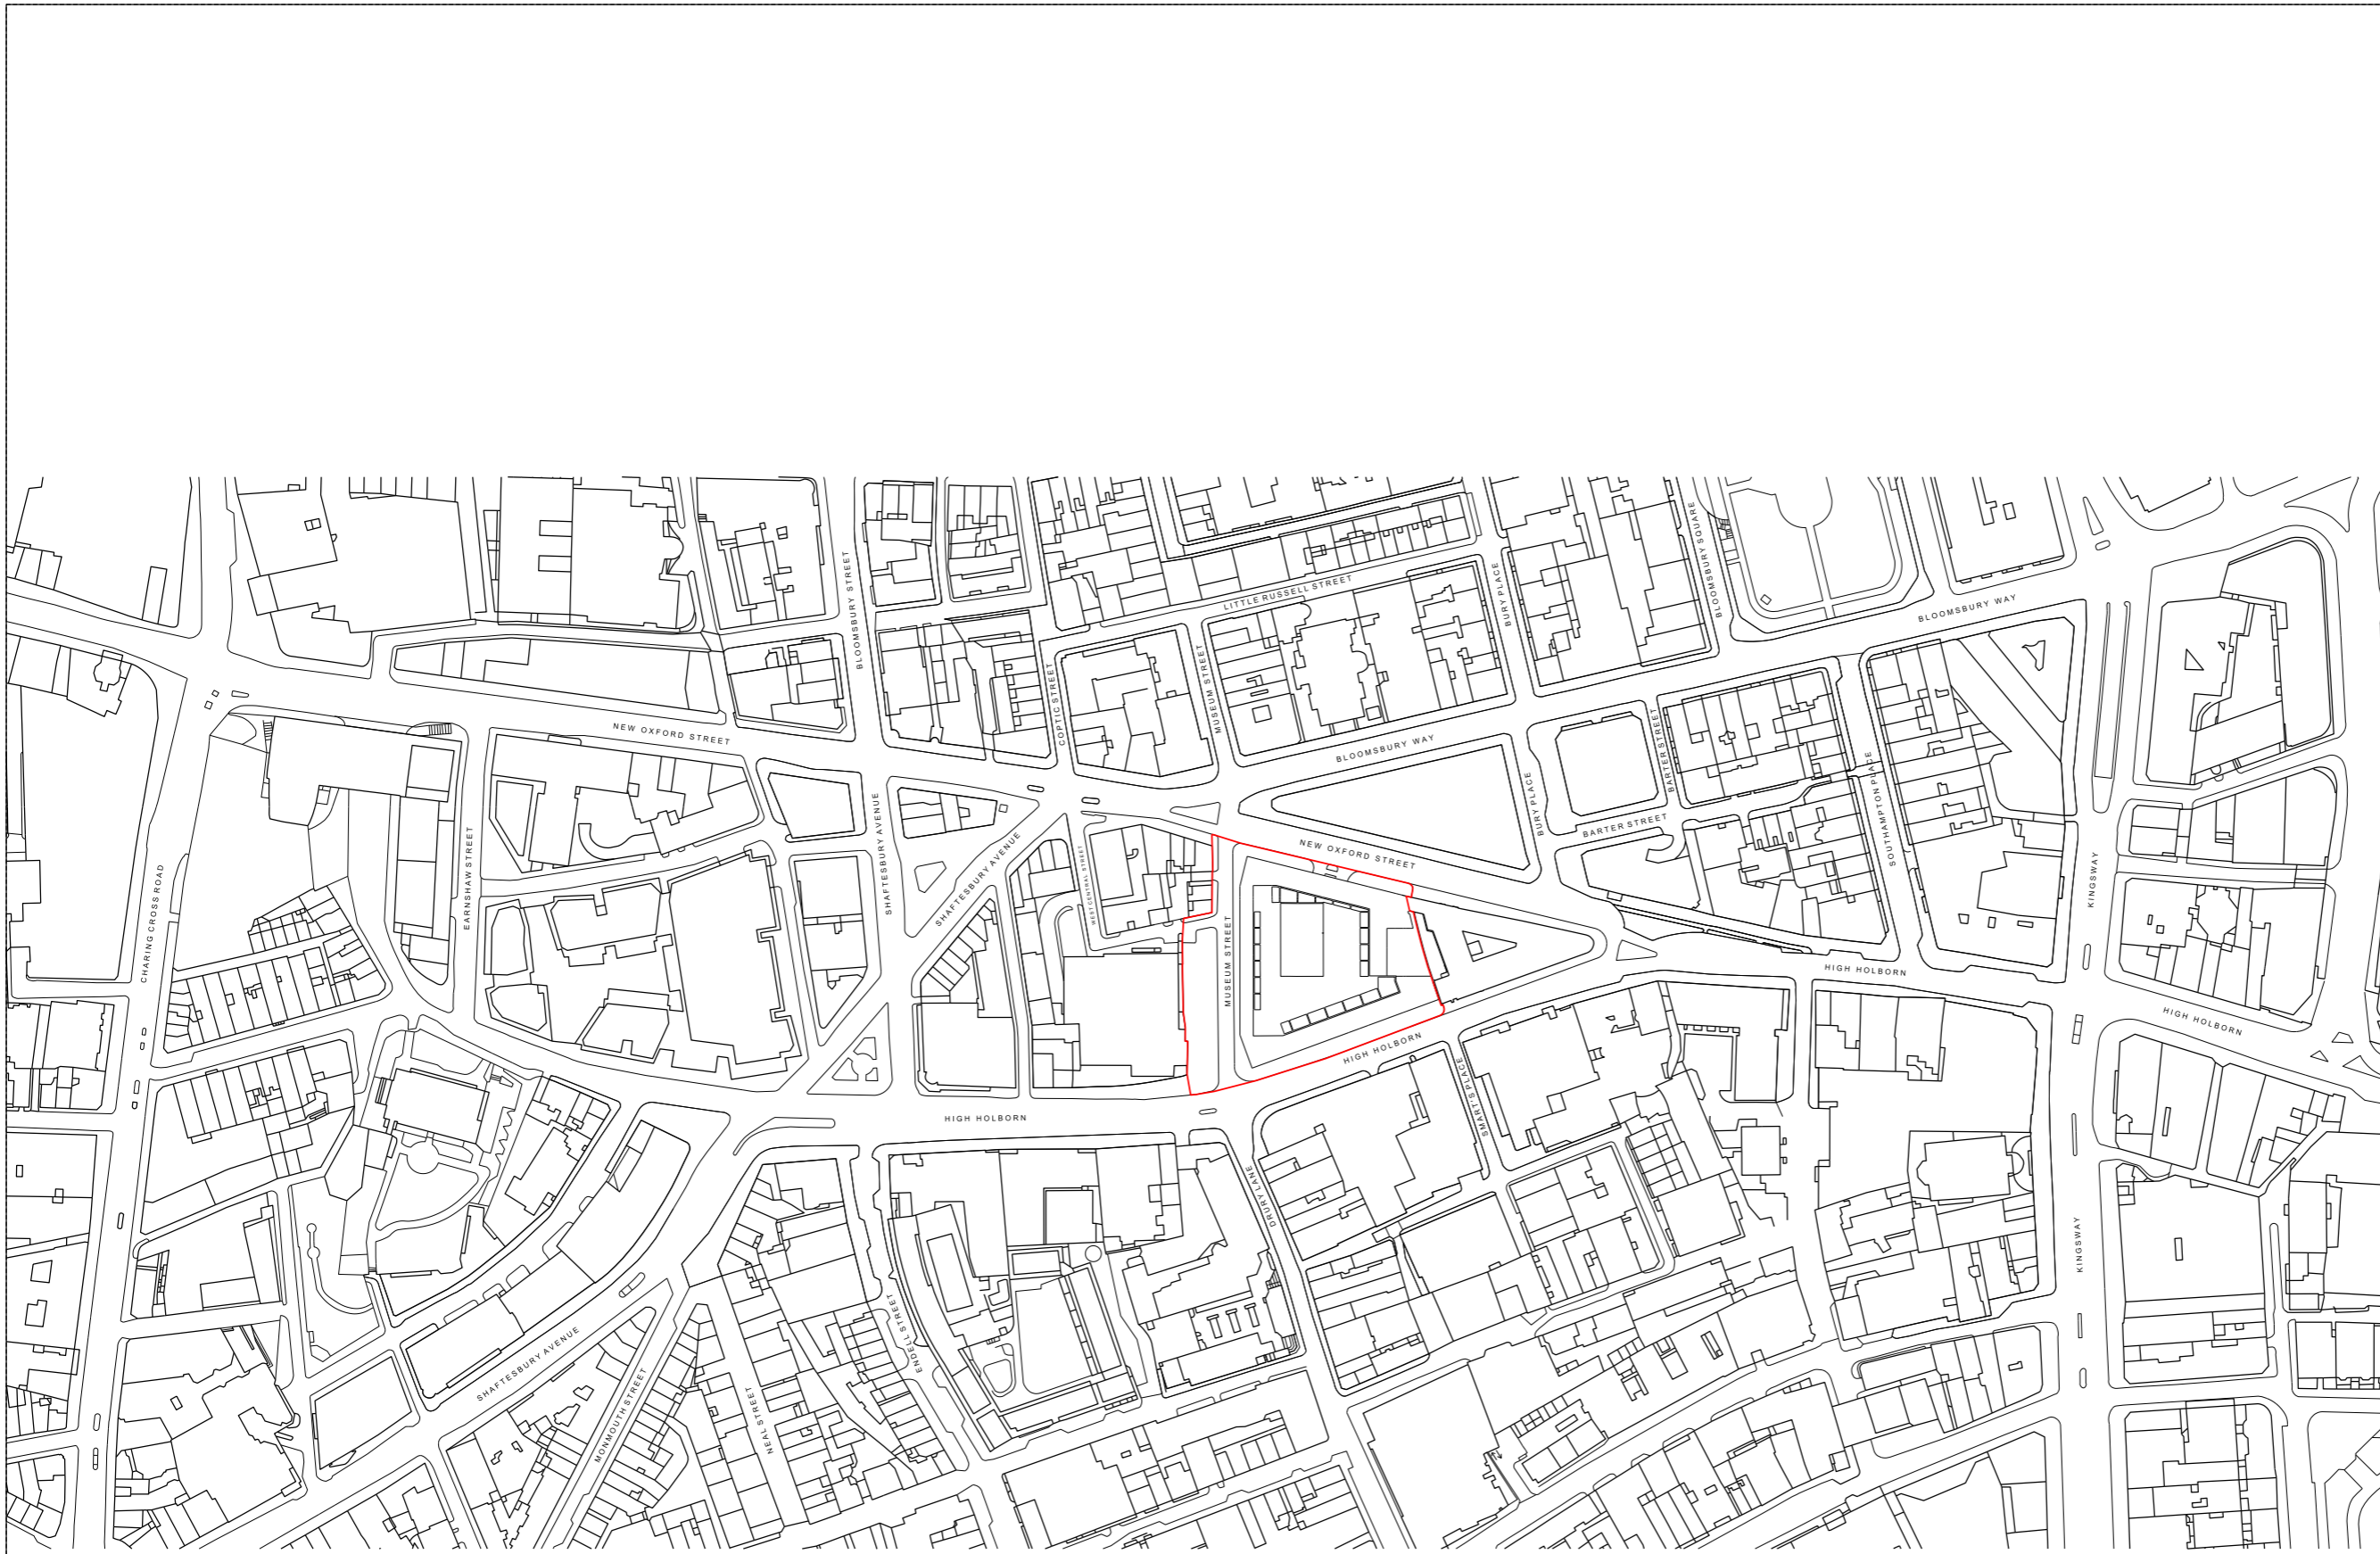 BLOOMSBURY STREET
BLOOMSBURY SQUARE
LITTLE RUSSELL STREET
BURY PLACE
BLOOMSBURY WAY
COPTIC STREET
MUSEUM STREET
NEW OXFORD STREET
BLOOMSBURY WAY
BARTER STREET
SOUTHAMPTON PLACE
BURY PLACE
BARTER STREET
CHARING CROSS ROAD
EARNSHAW STREET
SHAFTESBURY AVENUE
SHAFTESBURY AVENUE
WEST CENTRAL STREET
NEW OXFORD STREET
KINGSWAY
MUSEUM STREET
HIGH HOLBORN
HIGH HOLBORN
HIGH HOLBORN
HIGH HOLBORN
SMART'S PLACE
DRURY LANE
KINGSWAY
SHAFTESBURY AVENUE
ENDELL STREET
MONMOUTH STREET
NEAL STREET